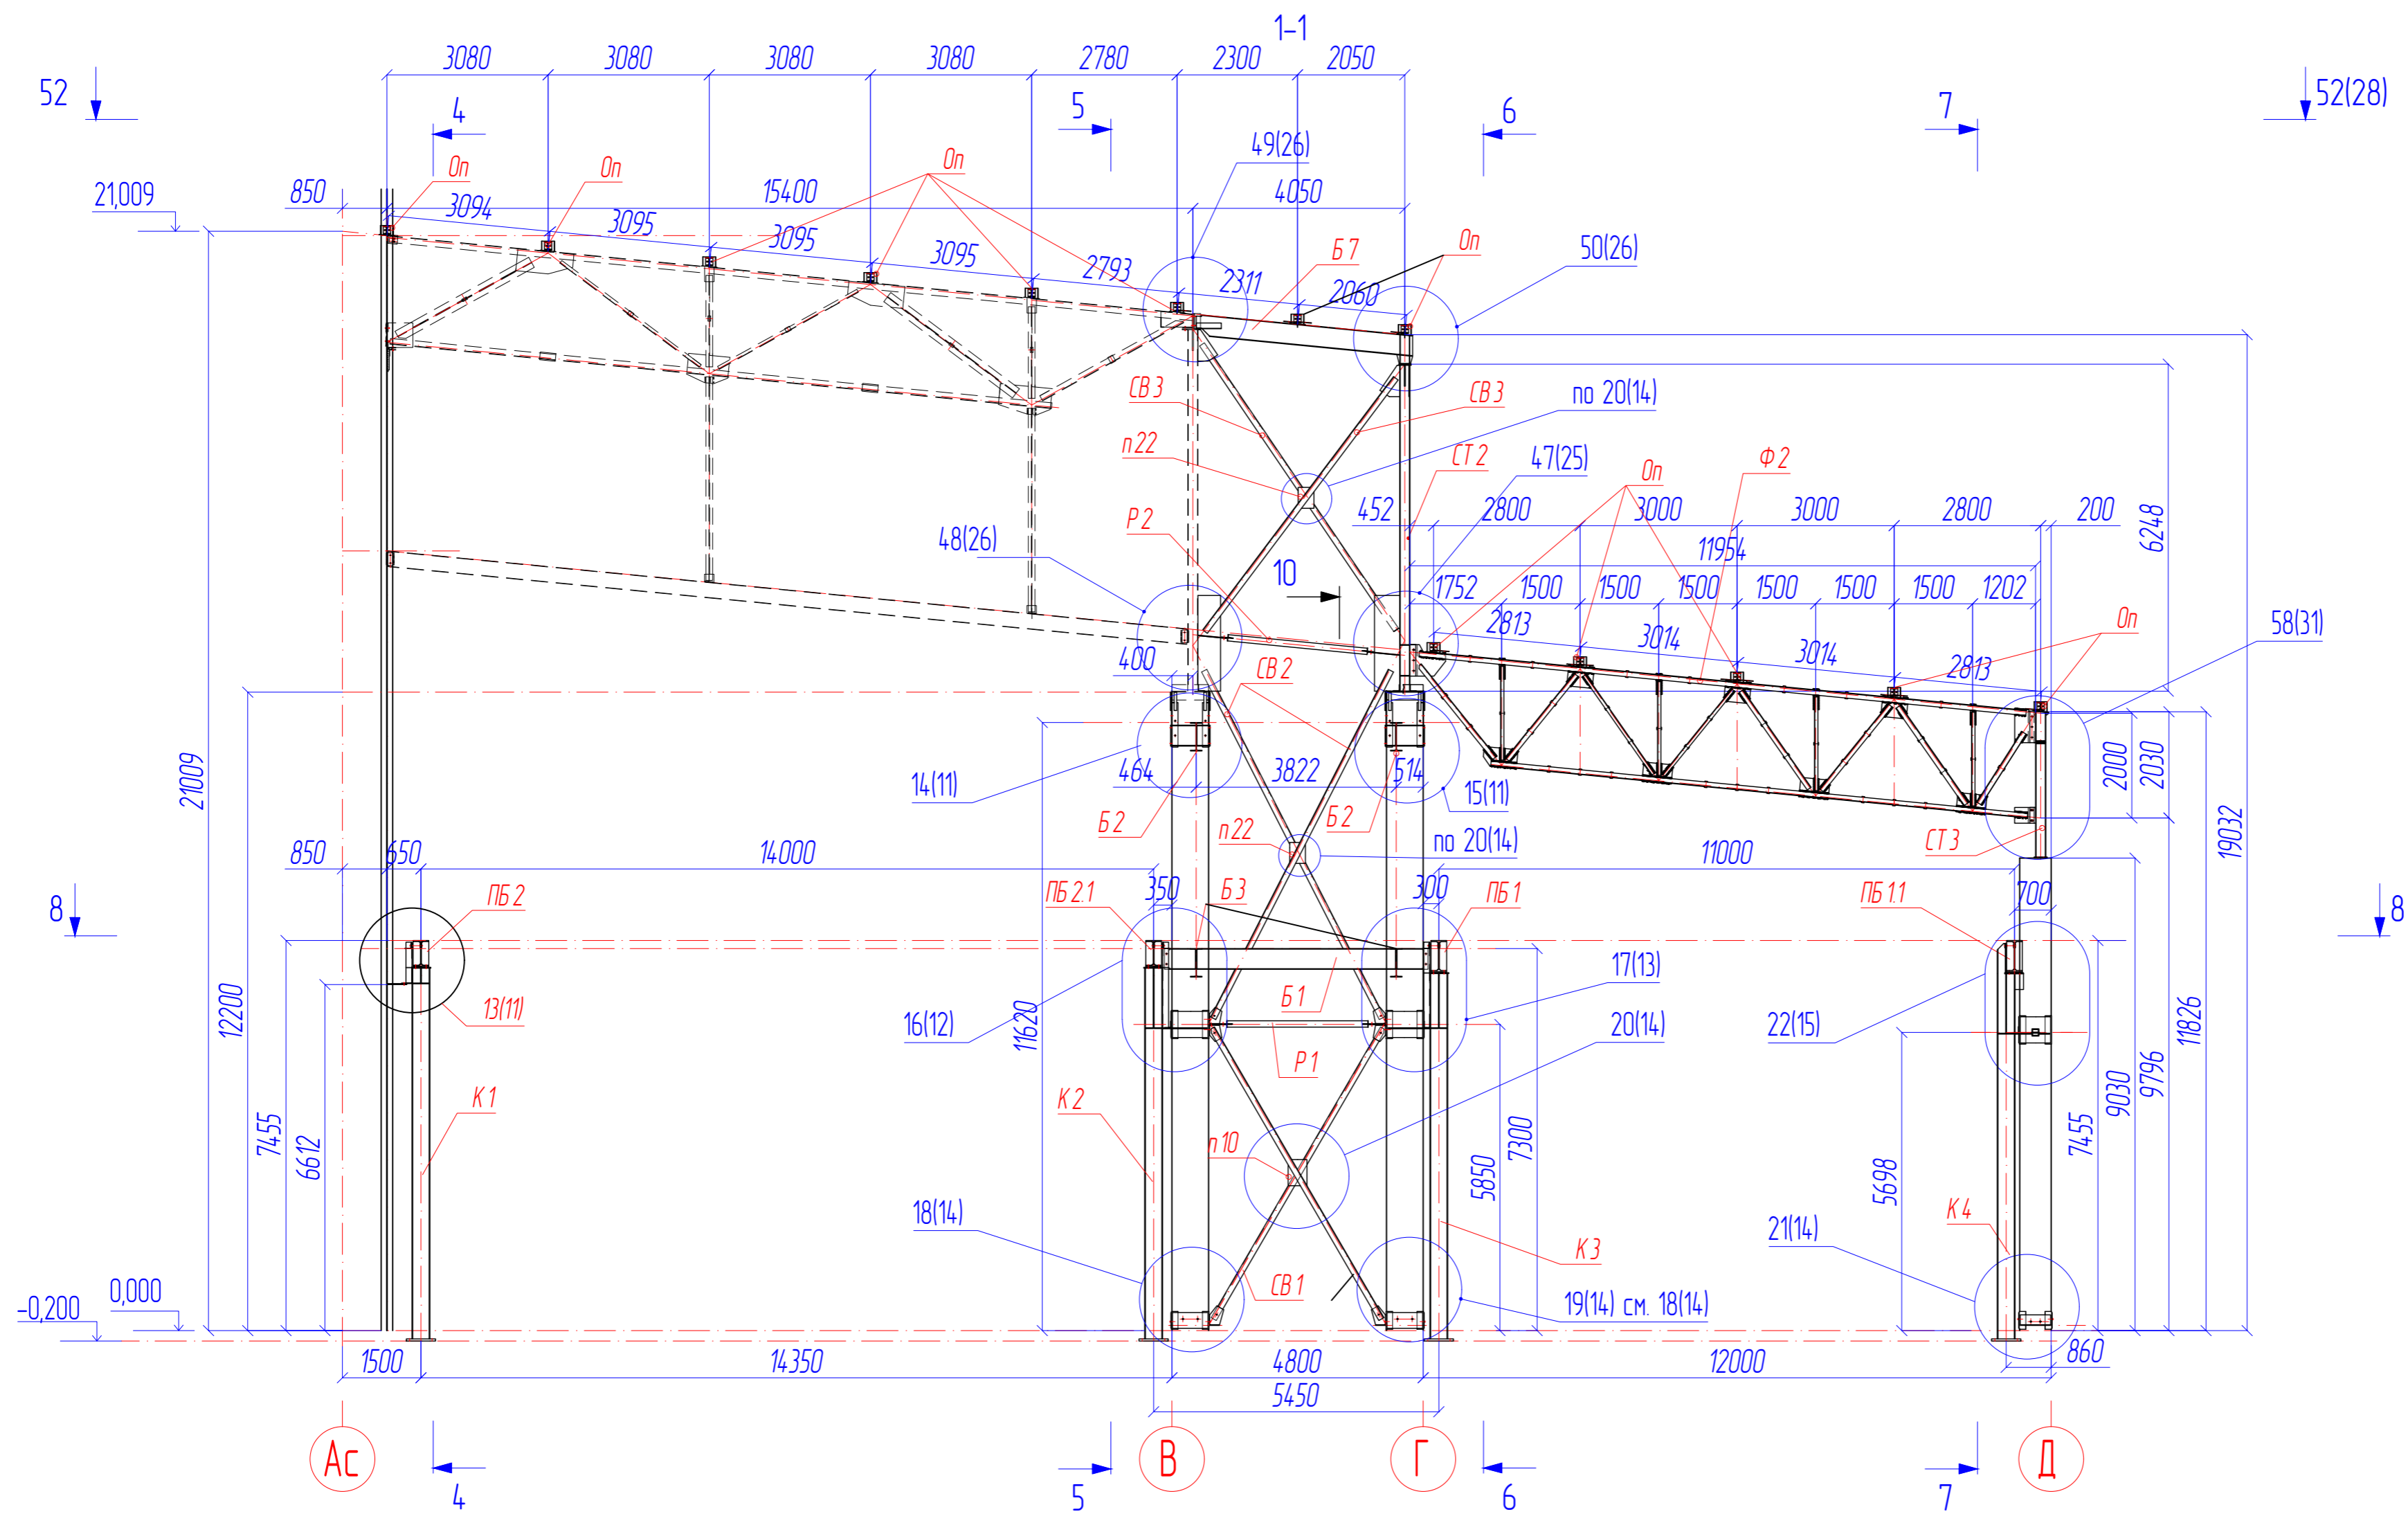 1-1
3080 3080 3080 3080 2780 2300 2050
52 4 5 6 7 52(28)
49(26)
21,009 850 Оп Оп 15400 Оп 4050
3094 3095 3095 3095 2793 2311 2060
Б 7 Оп 50(26)
СВ 3 СВ 3 по 20(14)
п 22 СТ 2 47(25) Оп Ф 2
452 2800 3000 3000 2800 200
Р 2
48(26)
11954
6248
10
1752 1500 1500 1500 1500 1500 1500 1202
2813 3014 3014 2813
Оп
58(31)
400 СВ 2
464 3822 514
14(11) 15(11)
2000 2030
Б 2 п 22 Б 2
по 20(14)
СТ 3
19032
21009
850 650 14000 11000
8 ПБ 2 ПБ 2.1 350 Б 3 300 ПБ 1 ПБ 1.1 700 8
12200 11620
13(11) 16(12) Б 1 17(13)
20(14) 22(15)
Р 1
7455 6612 К 1 К 2 п 10 5850 7300 5698 7455 9030 9796 11826
К 4
18(14) 21(14)
К 3
СВ 1
19(14) см. 18(14)
0,000
-0,200
1500 14350 4800 12000 860
5450
Ас В Г Д
4 5 6 7